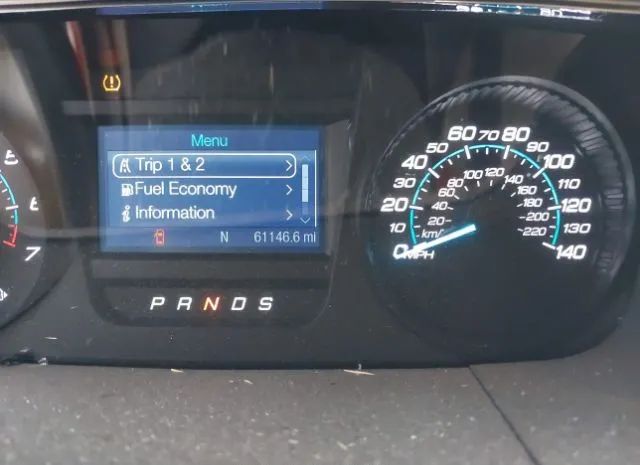 Menu
Trip 1 & 2
Fuel Economy
Information
N 61146.6 mi
P R N D S
0 10 20 30 40 50 60 70 80 90 100 110 120 130 140
20 40 60 80 100 120 140 160 180 200 220
km/
MPH
6
7